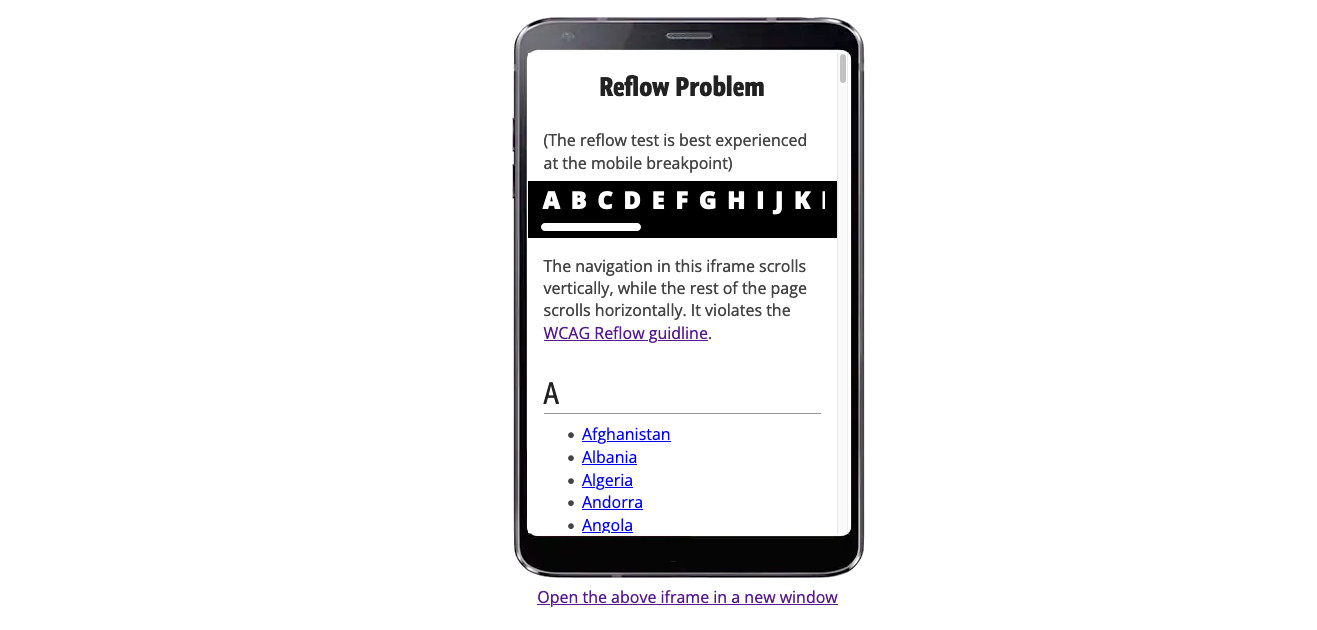 Reflow Problem
(The reflow test is best experienced
at the mobile breakpoint)
A B C D E F G H I J K
The navigation in this iframe scrolls
vertically, while the rest of the page
scrolls horizontally. It violates the
WCAG Reflow guidline.
A
Afghanistan
Albania
Algeria
Andorra
Angola
Open the above iframe in a new window